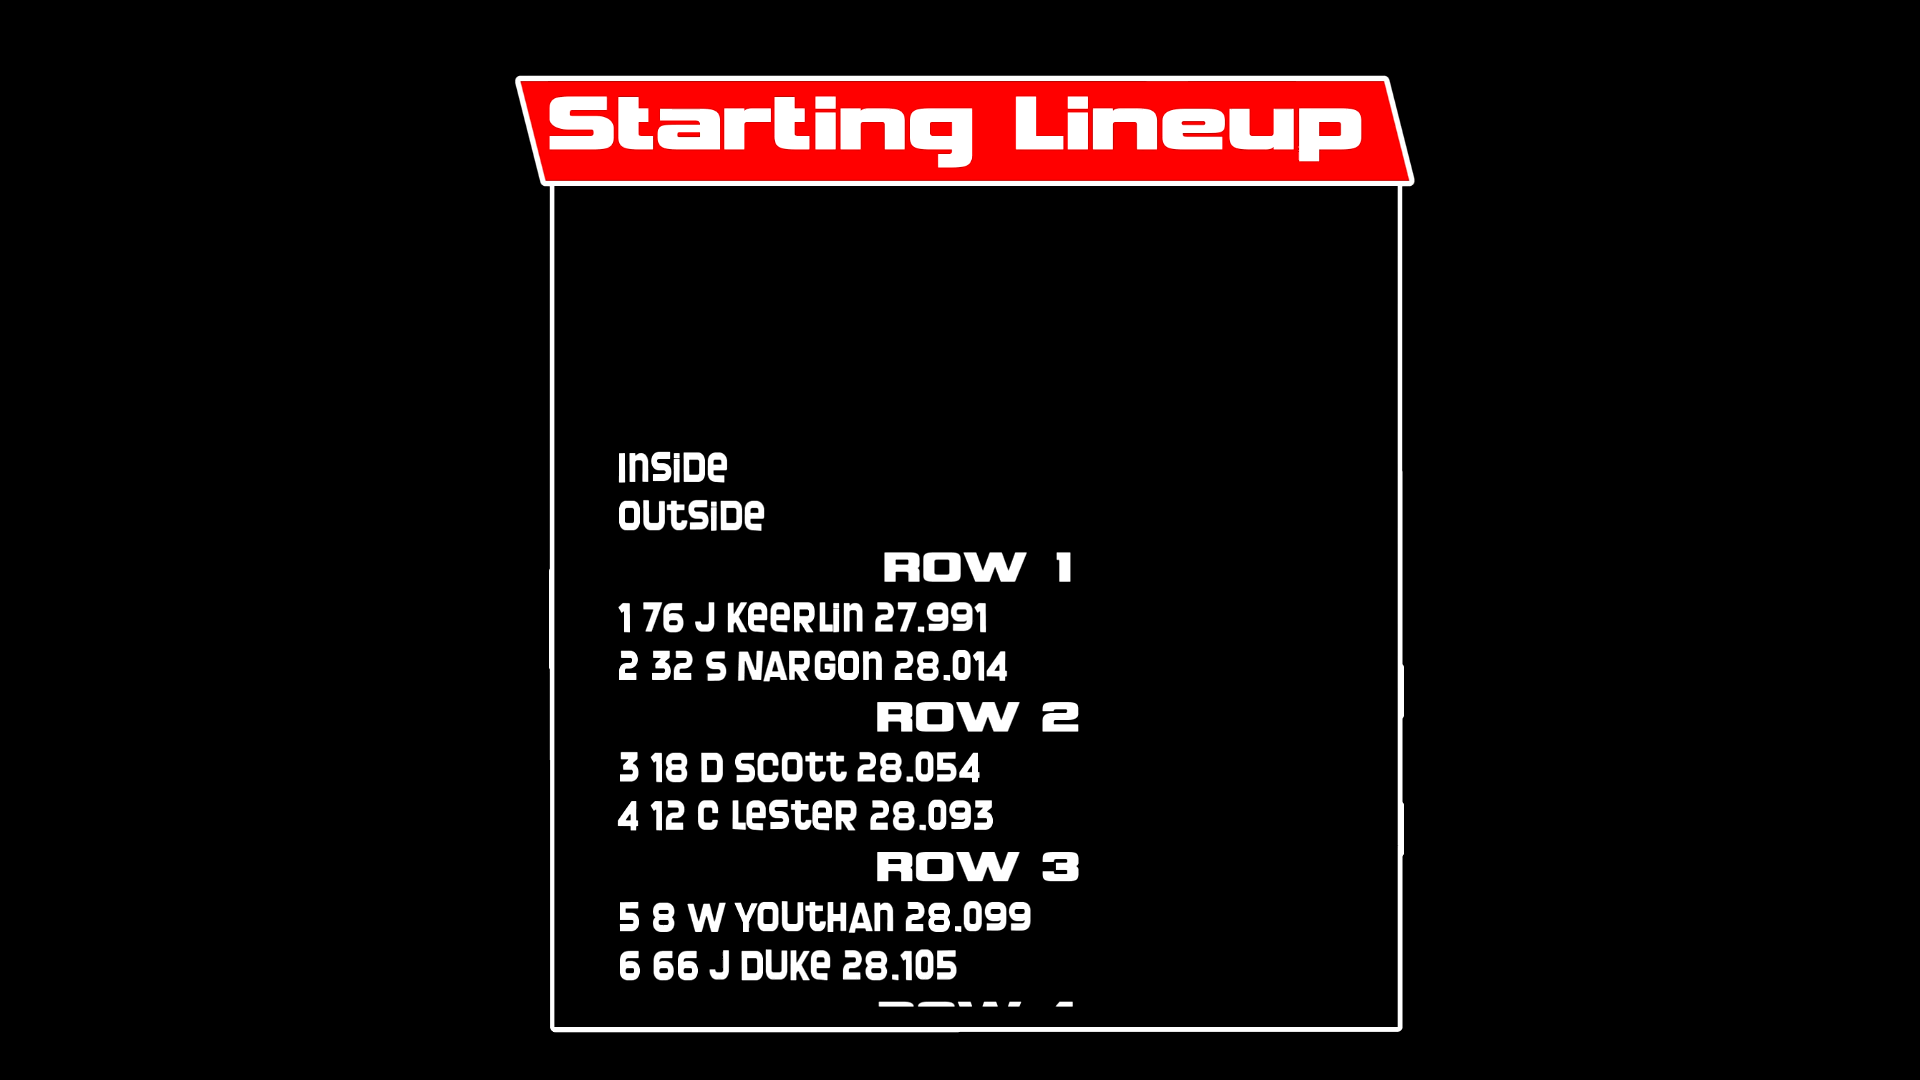 Starting Lineup
Inside
Outside
ROW 1
1 76 J Keerlin 27.991
2 32 S Nargon 28.014
ROW 2
3 18 D Scott 28.054
4 12 C Lester 28.093
ROW 3
5 8 W Youthan 28.099
6 66 J Duke 28.105